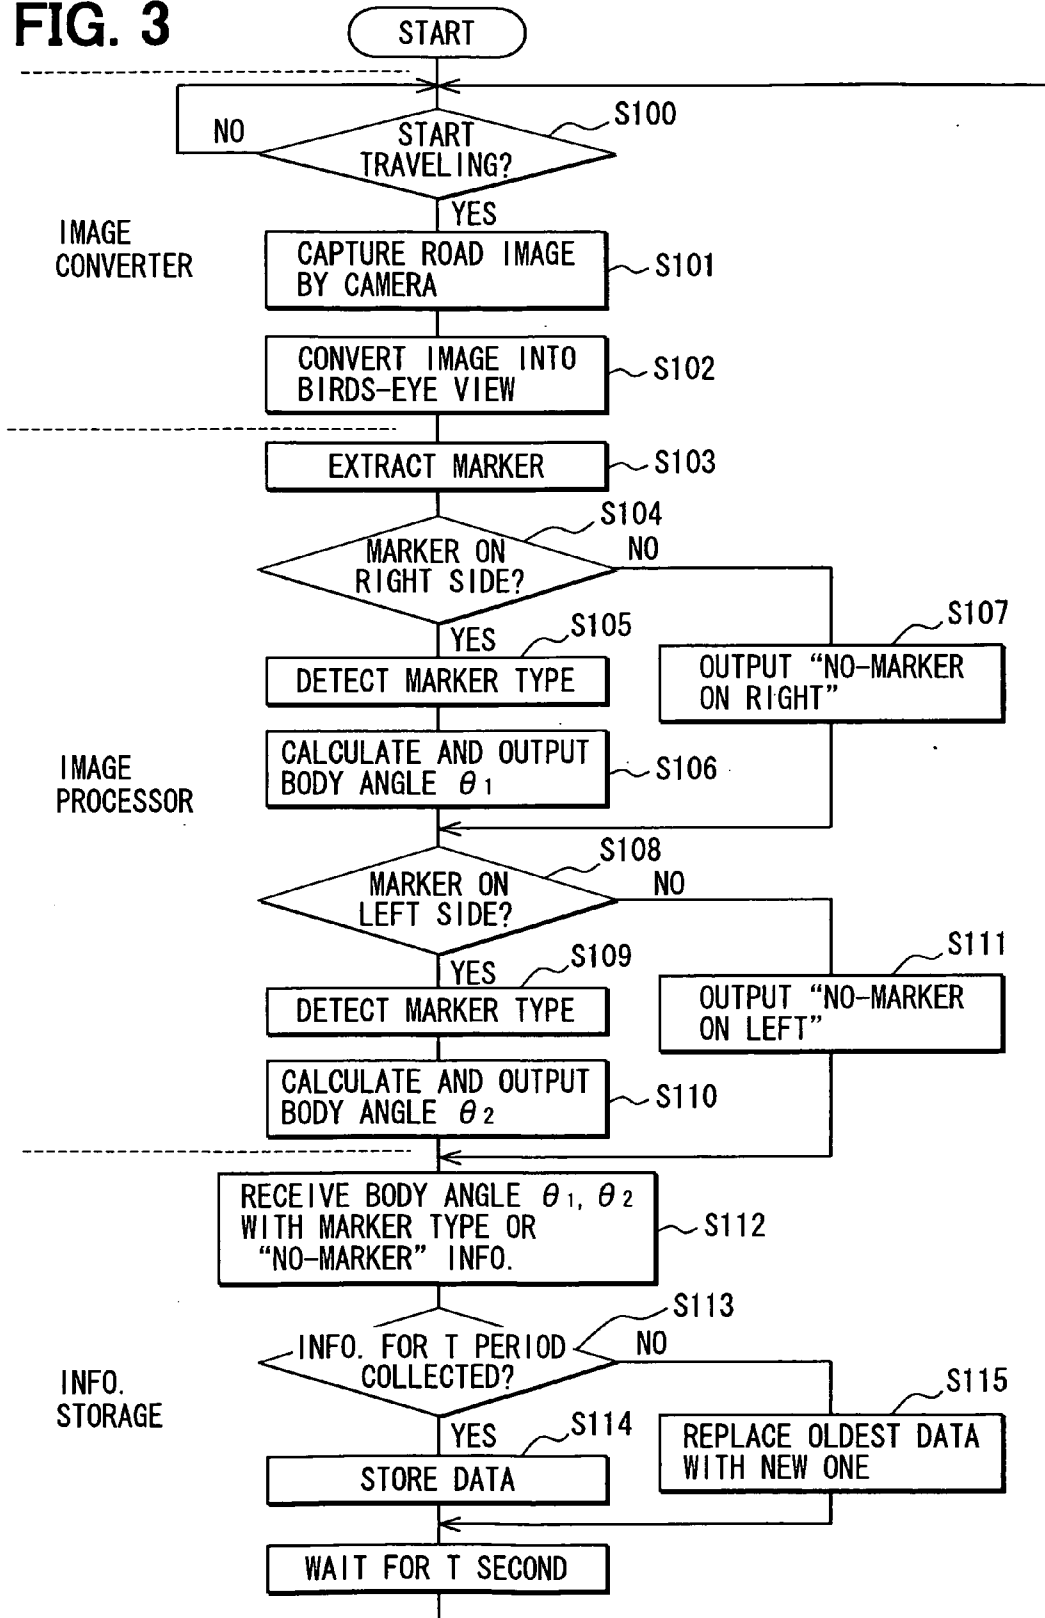 FIG. 3
START
S100
NO
START
TRAVELING?
YES
IMAGE
CONVERTER
CAPTURE ROAD IMAGE
BY CAMERA
S101
CONVERT IMAGE INTO
BIRDS-EYE VIEW
S102
EXTRACT MARKER
S103
S104
MARKER ON
RIGHT SIDE?
NO
YES
S105
S107
DETECT MARKER TYPE
OUTPUT “NO-MARKER
ON RIGHT”
IMAGE
PROCESSOR
CALCULATE AND OUTPUT
BODY ANGLE θ1
S106
S108
MARKER ON
LEFT SIDE?
NO
YES
S109
S111
DETECT MARKER TYPE
OUTPUT “NO-MARKER
ON LEFT”
CALCULATE AND OUTPUT
BODY ANGLE θ2
S110
RECEIVE BODY ANGLE θ1, θ2
WITH MARKER TYPE OR
“NO-MARKER” INFO.
S112
S113
INFO. FOR T PERIOD
COLLECTED?
NO
INFO.
STORAGE
YES
S114
S115
STORE DATA
REPLACE OLDEST DATA
WITH NEW ONE
WAIT FOR T SECOND